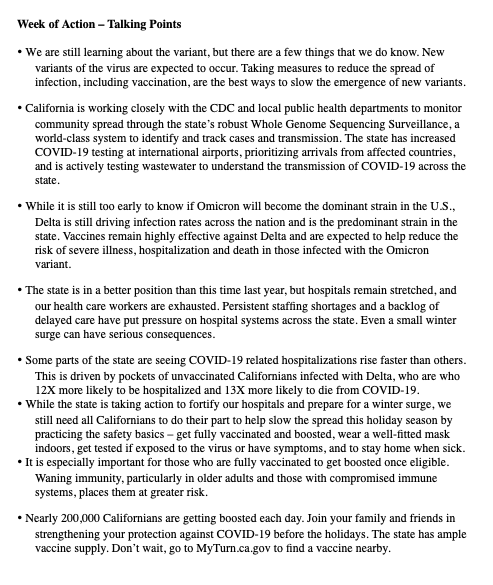 Week of Action – Talking Points
• We are still learning about the variant, but there are a few things that we do know. New
variants of the virus are expected to occur. Taking measures to reduce the spread of
infection, including vaccination, are the best ways to slow the emergence of new variants.
• California is working closely with the CDC and local public health departments to monitor
community spread through the state’s robust Whole Genome Sequencing Surveillance, a
world-class system to identify and track cases and transmission. The state has increased
COVID-19 testing at international airports, prioritizing arrivals from affected countries,
and is actively testing wastewater to understand the transmission of COVID-19 across the
state.
• While it is still too early to know if Omicron will become the dominant strain in the U.S.,
Delta is still driving infection rates across the nation and is the predominant strain in the
state. Vaccines remain highly effective against Delta and are expected to help reduce the
risk of severe illness, hospitalization and death in those infected with the Omicron
variant.
• The state is in a better position than this time last year, but hospitals remain stretched, and
our health care workers are exhausted. Persistent staffing shortages and a backlog of
delayed care have put pressure on hospital systems across the state. Even a small winter
surge can have serious consequences.
• Some parts of the state are seeing COVID-19 related hospitalizations rise faster than others.
This is driven by pockets of unvaccinated Californians infected with Delta, who are who
12X more likely to be hospitalized and 13X more likely to die from COVID-19.
• While the state is taking action to fortify our hospitals and prepare for a winter surge, we
still need all Californians to do their part to help slow the spread this holiday season by
practicing the safety basics – get fully vaccinated and boosted, wear a well-fitted mask
indoors, get tested if exposed to the virus or have symptoms, and to stay home when sick.
• It is especially important for those who are fully vaccinated to get boosted once eligible.
Waning immunity, particularly in older adults and those with compromised immune
systems, places them at greater risk.
• Nearly 200,000 Californians are getting boosted each day. Join your family and friends in
strengthening your protection against COVID-19 before the holidays. The state has ample
vaccine supply. Don’t wait, go to MyTurn.ca.gov to find a vaccine nearby.